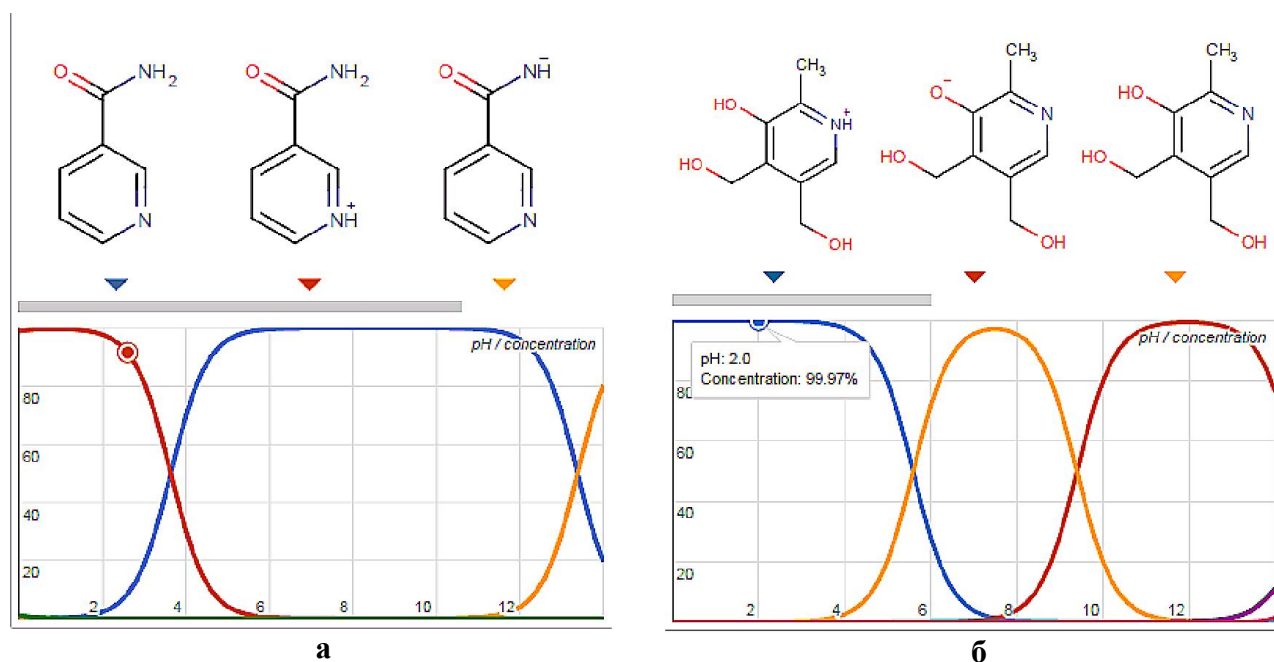 O
NH₂
N
O
NH₂
NH⁺
O
NH⁻
N
pH / concentration
80
60
40
20
2
4
6
8
10
12
а
CH₃
HO
NH⁺
HO
OH
CH₃
O⁻
N
HO
OH
CH₃
HO
N
HO
OH
pH: 2.0
Concentration: 99.97%
pH / concentration
80
60
40
20
2
4
6
8
10
12
б